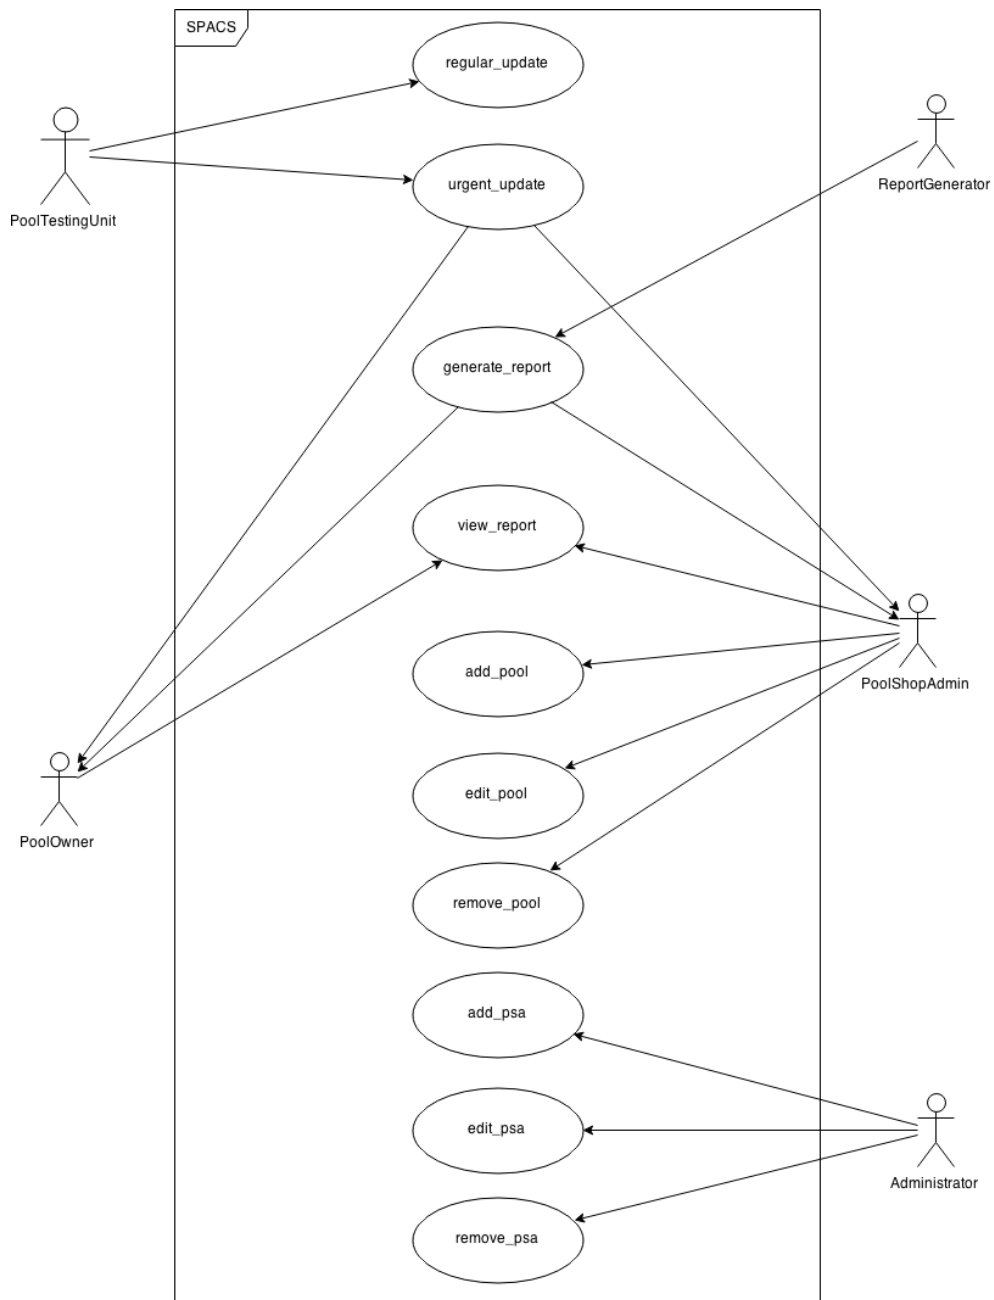 SPACS
regular_update
PoolTestingUnit
ReportGenerator
urgent_update
generate_report
view_report
add_pool
PoolShopAdmin
edit_pool
PoolOwner
remove_pool
add_psa
edit_psa
Administrator
remove_psa